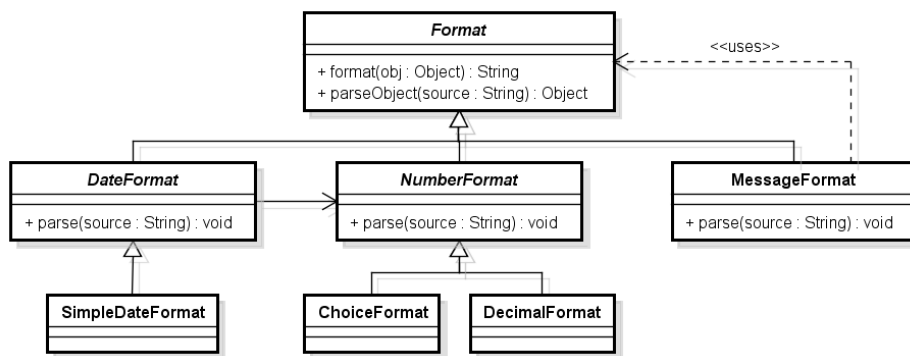 Format
<<uses>>
+ format(obj : Object) : String
+ parseObject(source : String) : Object
DateFormat
NumberFormat
MessageFormat
+ parse(source : String) : void
+ parse(source : String) : void
+ parse(source : String) : void
SimpleDateFormat
ChoiceFormat
DecimalFormat